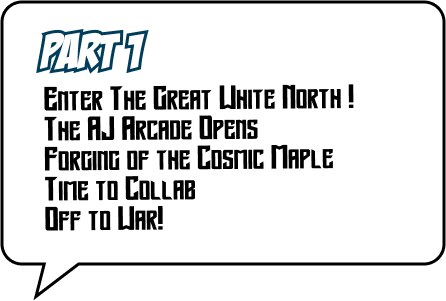 PART 1
Enter The Great White North !
The AJ Arcade Opens
Forging of the Cosmic Maple
Time to Collab
Off to War!